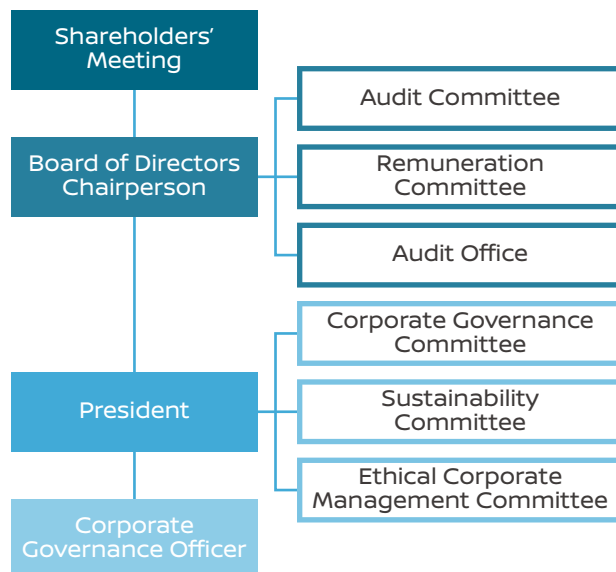 Shareholders'
Meeting
Board of Directors
Chairperson
Audit Committee
Remuneration
Committee
Audit Office
President
Corporate Governance
Committee
Sustainability
Committee
Ethical Corporate
Management Committee
Corporate
Governance Officer